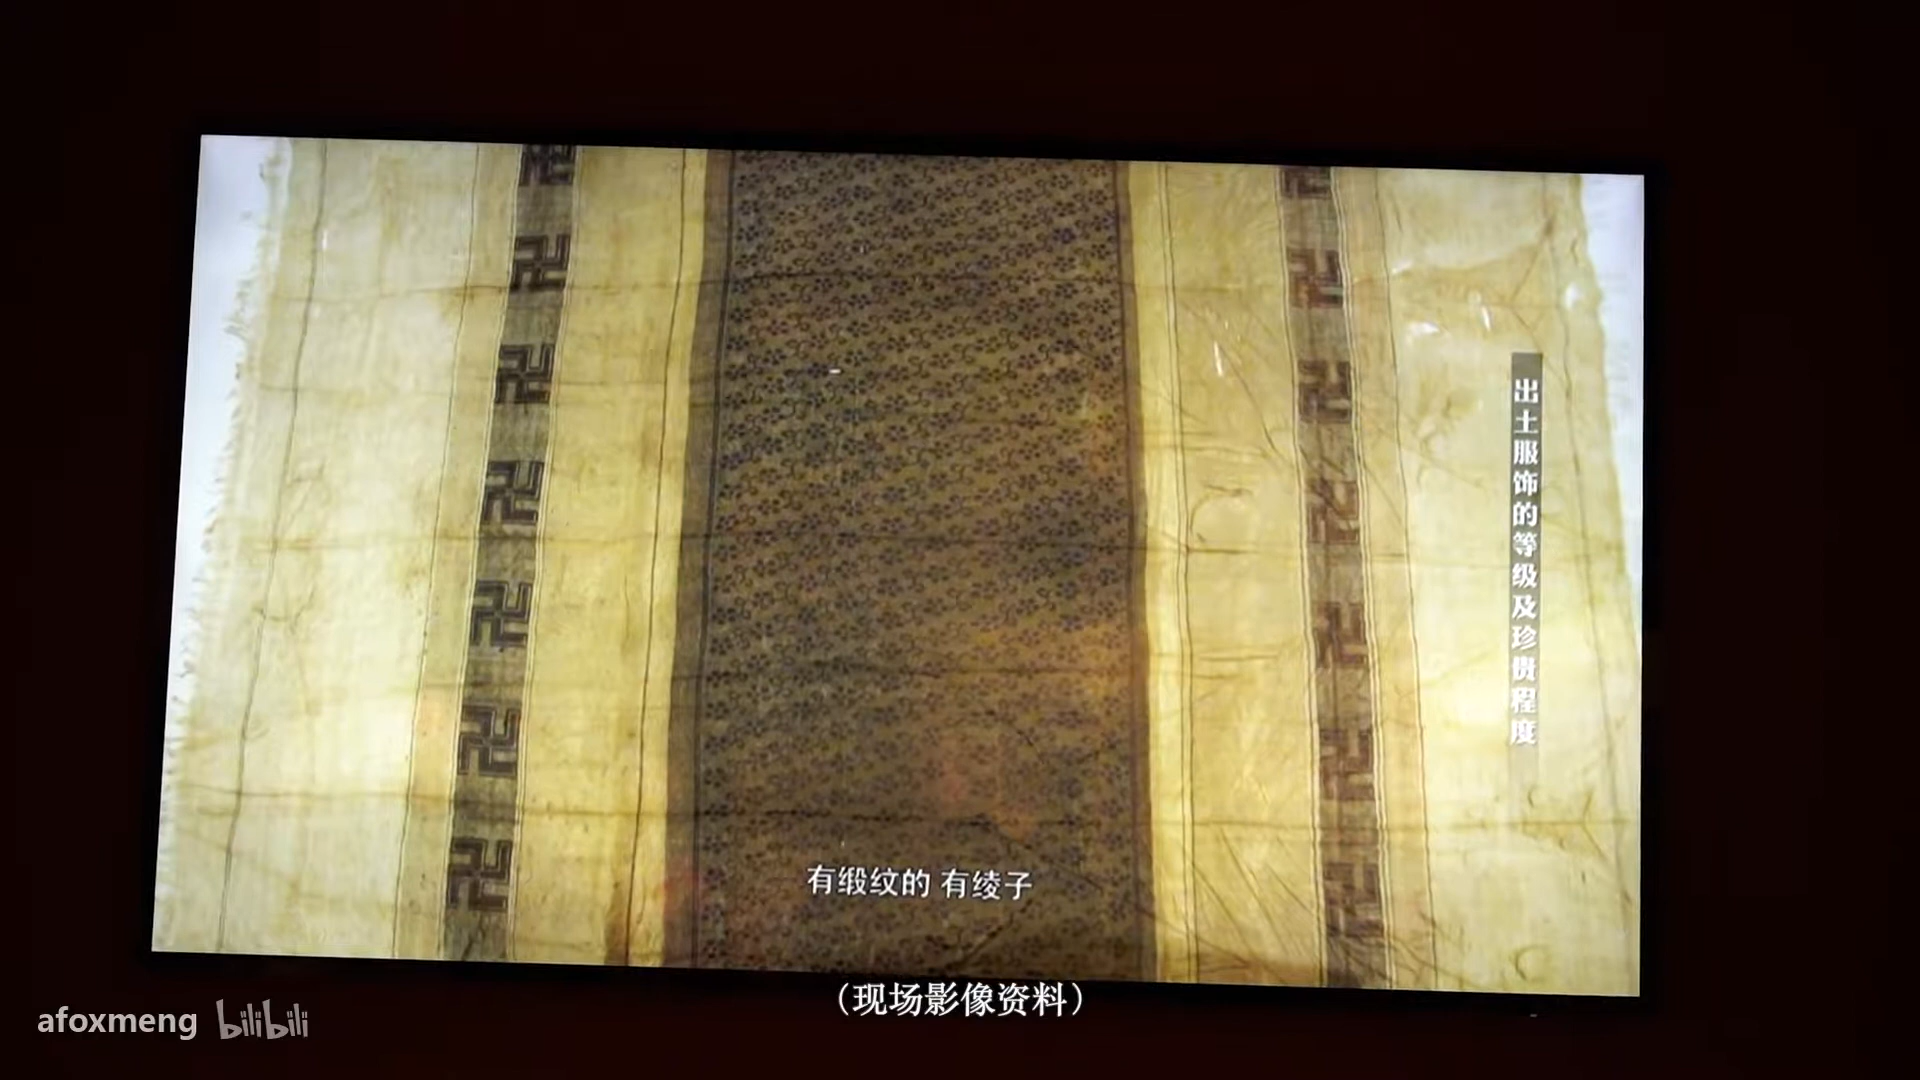 出土服饰的等级及珍贵程度
有缎纹的 有绫子
（现场影像资料）
afoxmeng bilibili